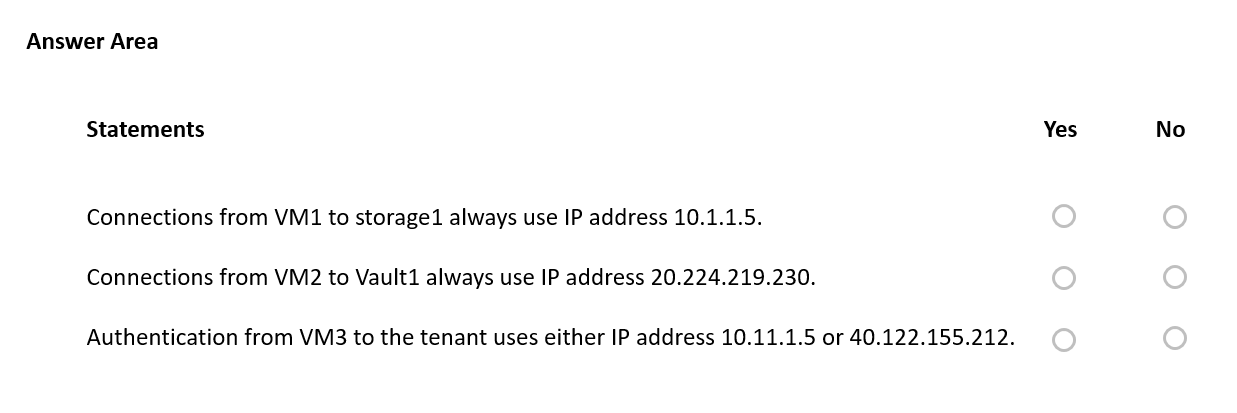 Answer Area
Statements Yes No
Connections from VM1 to storage1 always use IP address 10.1.1.5.
Connections from VM2 to Vault1 always use IP address 20.224.219.230.
Authentication from VM3 to the tenant uses either IP address 10.11.1.5 or 40.122.155.212.